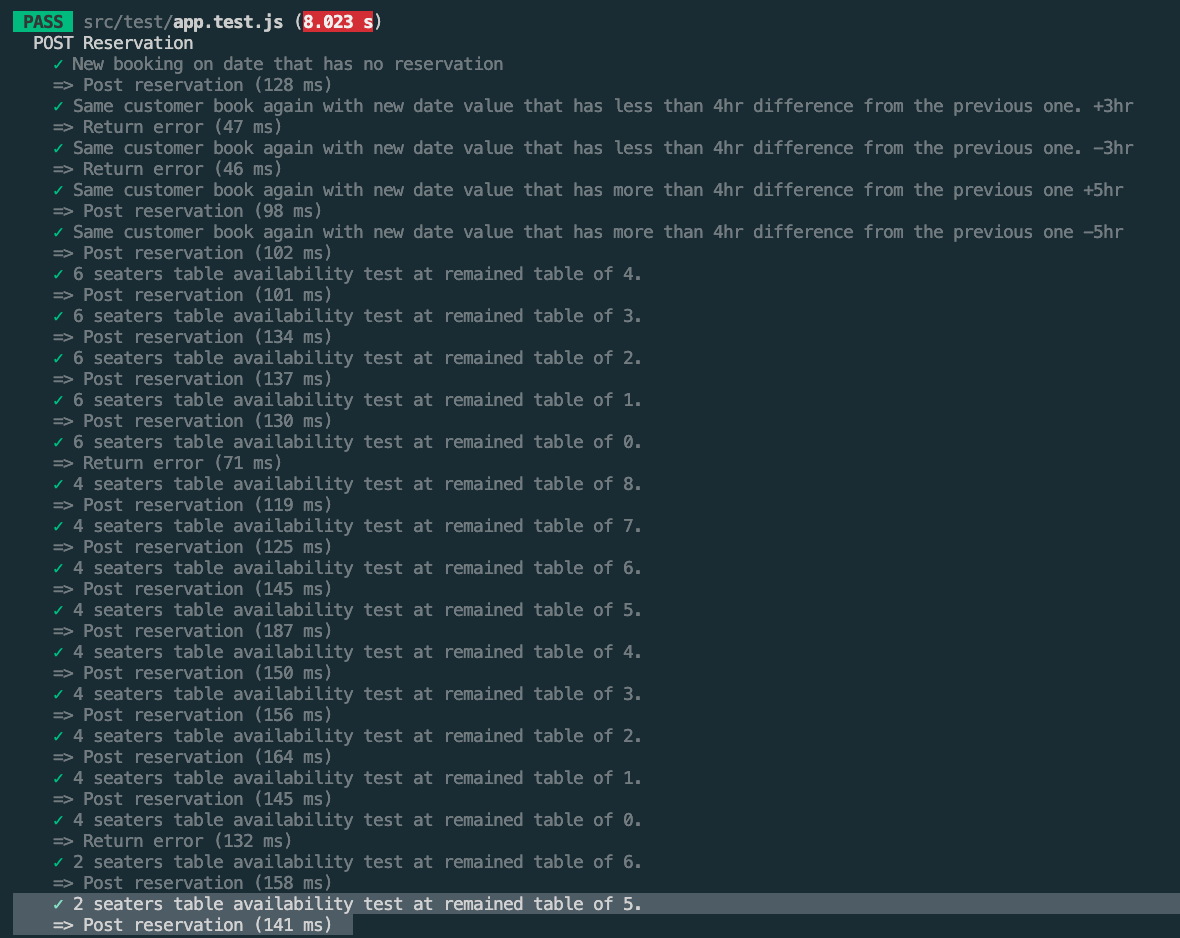 PASS src/test/app.test.js (8.023 s)
POST Reservation
✓ New booking on date that has no reservation
=> Post reservation (128 ms)
✓ Same customer book again with new date value that has less than 4hr difference from the previous one. +3hr
=> Return error (47 ms)
✓ Same customer book again with new date value that has less than 4hr difference from the previous one. −3hr
=> Return error (46 ms)
✓ Same customer book again with new date value that has more than 4hr difference from the previous one +5hr
=> Post reservation (98 ms)
✓ Same customer book again with new date value that has more than 4hr difference from the previous one −5hr
=> Post reservation (102 ms)
✓ 6 seaters table availability test at remained table of 4.
=> Post reservation (101 ms)
✓ 6 seaters table availability test at remained table of 3.
=> Post reservation (134 ms)
✓ 6 seaters table availability test at remained table of 2.
=> Post reservation (137 ms)
✓ 6 seaters table availability test at remained table of 1.
=> Post reservation (130 ms)
✓ 6 seaters table availability test at remained table of 0.
=> Return error (71 ms)
✓ 4 seaters table availability test at remained table of 8.
=> Post reservation (119 ms)
✓ 4 seaters table availability test at remained table of 7.
=> Post reservation (125 ms)
✓ 4 seaters table availability test at remained table of 6.
=> Post reservation (145 ms)
✓ 4 seaters table availability test at remained table of 5.
=> Post reservation (187 ms)
✓ 4 seaters table availability test at remained table of 4.
=> Post reservation (150 ms)
✓ 4 seaters table availability test at remained table of 3.
=> Post reservation (156 ms)
✓ 4 seaters table availability test at remained table of 2.
=> Post reservation (164 ms)
✓ 4 seaters table availability test at remained table of 1.
=> Post reservation (145 ms)
✓ 4 seaters table availability test at remained table of 0.
=> Return error (132 ms)
✓ 2 seaters table availability test at remained table of 6.
=> Post reservation (158 ms)
✓ 2 seaters table availability test at remained table of 5.
=> Post reservation (141 ms)